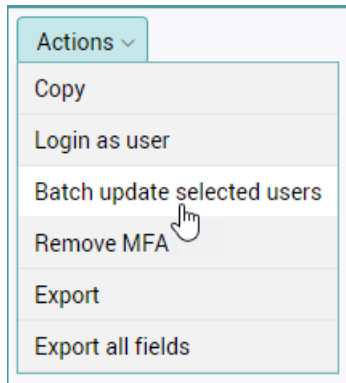 Actions
Copy
Login as user
Batch update selected users
Remove MFA
Export
Export all fields